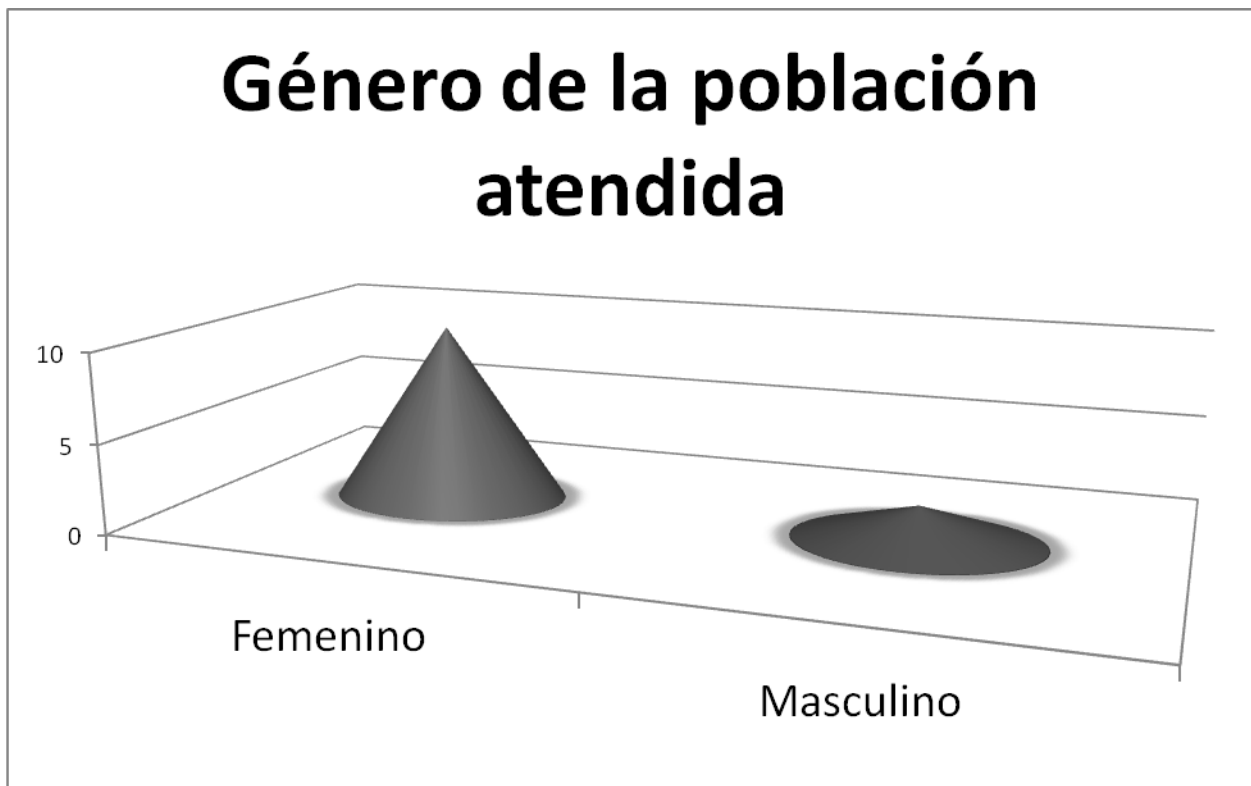 Género de la población
atendida
10
5
0
Femenino
Masculino